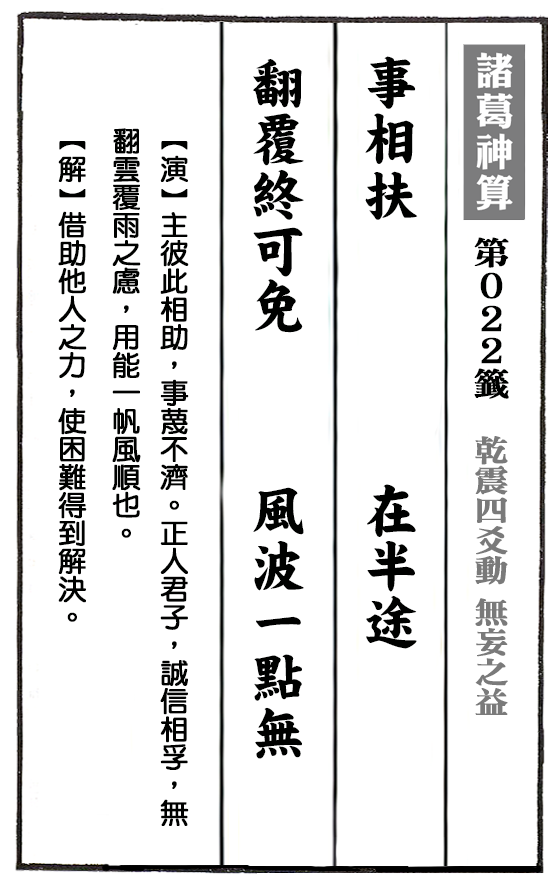 諸葛神算 第022籤 乾震四爻動 無妄之益
事相扶 在半途
翻覆終可免 風波一點無
【演】主彼此相助，事蔑不濟。正人君子，誠信相孚，無
翻雲覆雨之慮，用能一帆風順也。
【解】借助他人之力，使困難得到解決。